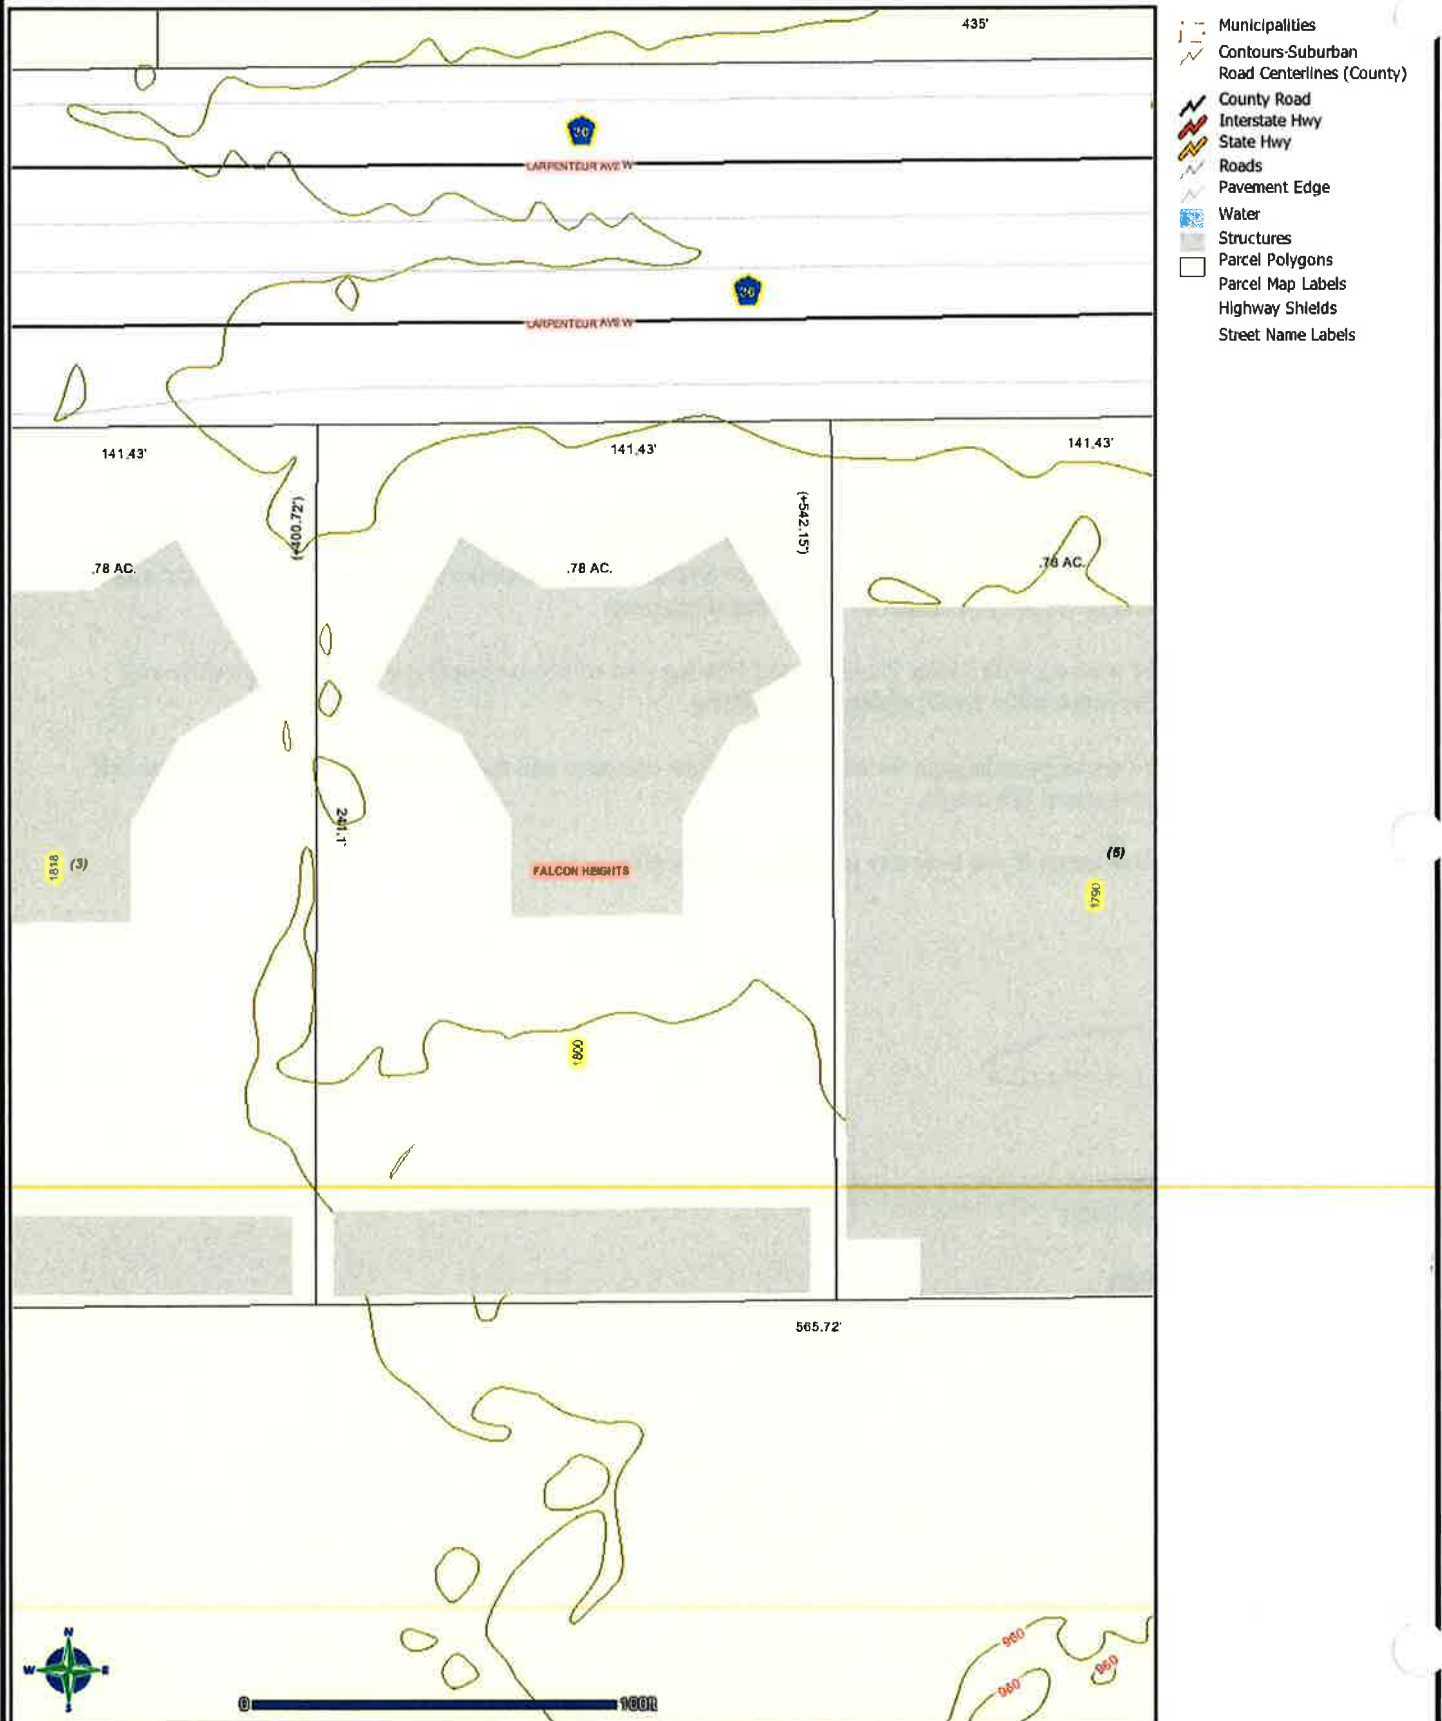 435'
Municipalities
Contours-Suburban
Road Centerlines (County)
County Road
Interstate Hwy
State Hwy
Roads
Pavement Edge
Water
Structures
Parcel Polygons
Parcel Map Labels
Highway Shields
Street Name Labels
LARPENTEUR AVE W
LARPENTEUR AVE W
141.43'
141.43'
141.43'
(+400.72')
(+542.15')
.78 AC.
.78 AC.
.78 AC.
241.1'
1818
(3)
FALCON HEIGHTS
(5)
1790
1800
565.72'
N
W
E
S
0
100ft
960
960
960